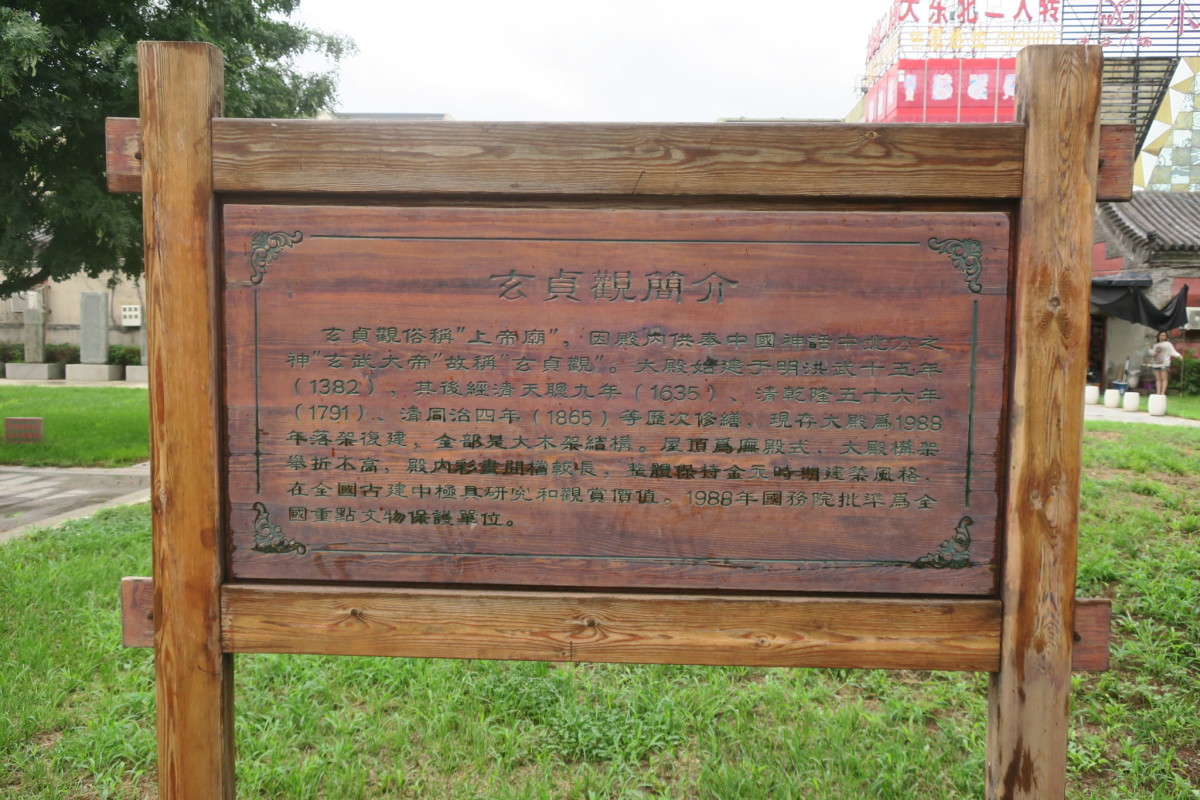 大东北二人转
玄貞觀簡介
玄貞觀俗稱"上帝廟"，因殿内供奉中國神話中北方之
神"玄武大帝"故稱"玄貞觀"。大殿始建于明洪武十五年
（1382），其後經清天聰九年（1635）、清乾隆五十六年
（1791）、清同治四年（1865）等歷次修繕，現存大殿爲1988
年落架復建，全部是大木架結構。屋頂爲廡殿式，大殿構架
舉折不高，殿内彩畫開檔較長，整體保持金元時期建築風格，
在全國古建中極具研究和觀賞價值。1988年國務院批準爲全
國重點文物保護單位。